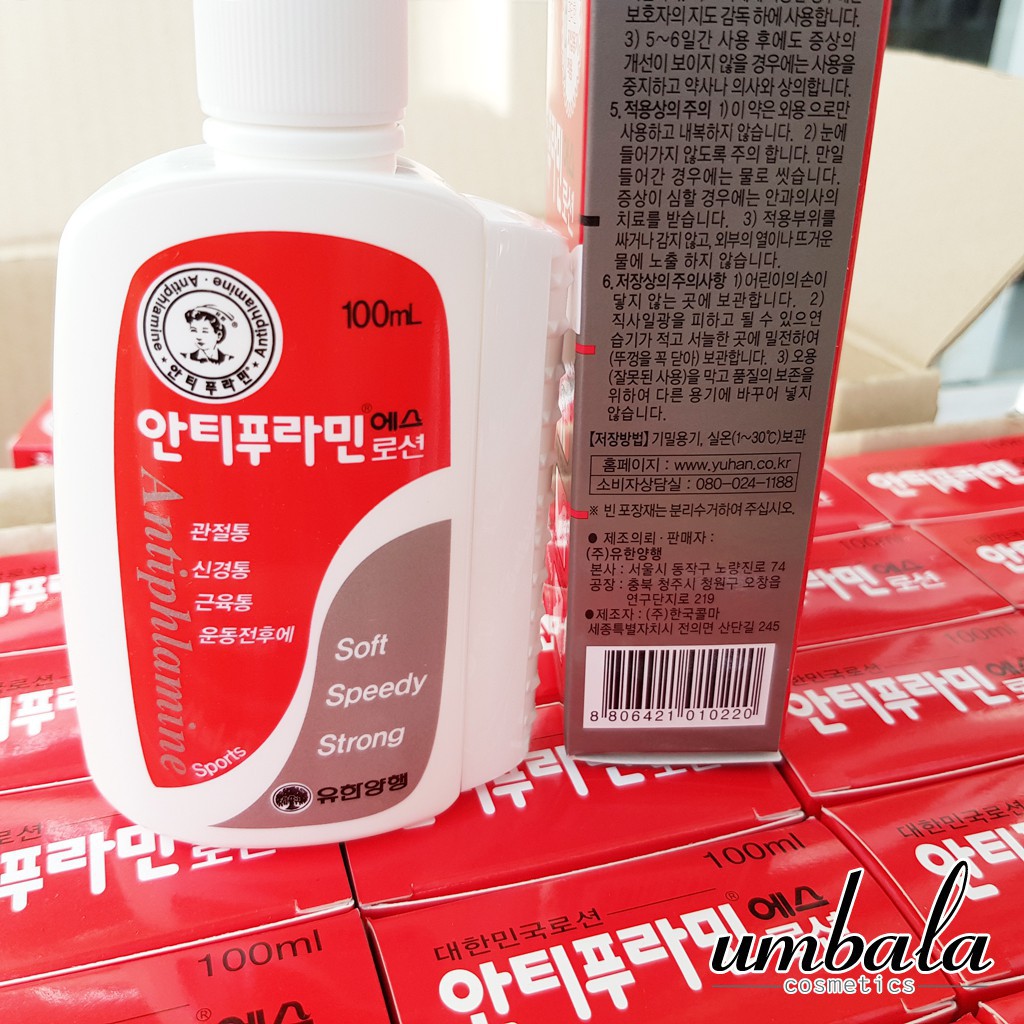 100mL
Antiphlamine · Antiphlamine
안티푸라민
안티푸라민® 에스
로션
Antiphlamine
관절통
신경통
근육통
운동전후에
Sports
Soft
Speedy
Strong
유한양행
보호자의 지도 감독 하에 사용합니다.
3) 5~6일간 사용 후에도 증상의
개선이 보이지 않을 경우에는 사용을
중지하고 약사나 의사와 상의합니다.
5. 적용상의 주의 1) 이 약은 외용으로만
사용하고 내복하지 않습니다. 2) 눈에
들어가지 않도록 주의 합니다. 만일
들어간 경우에는 물로 씻습니다.
증상이 심할 경우에는 안과의사의
치료를 받습니다. 3) 적용부위를
싸거나 감지 않고, 외부의 열이나 뜨거운
물에 노출 하지 않습니다.
6. 저장상의 주의사항 1) 어린이의 손이
닿지 않는 곳에 보관합니다. 2)
직사일광을 피하고 될 수 있으면
습기가 적고 서늘한 곳에 밀전하여
(뚜껑을 꼭 닫아) 보관합니다. 3) 오용
(잘못된 사용)을 막고 품질의 보존을
위하여 다른 용기에 바꾸어 넣지
않습니다.
[저장방법] 기밀용기, 실온(1~30℃)보관
홈페이지 : www.yuhan.co.kr
소비자상담실 : 080-024-1188
※ 빈 포장재는 분리수거하여 주십시오.
● 제조의뢰 · 판매자 :
(주)유한양행
본사 : 서울시 동작구 노량진로 74
공장 : 충북 청주시 청원구 오창읍
연구단지로 219
● 제조자 : (주)한국콜마
세종특별자치시 전의면 산단길 245
8 806421 010220
대한민국로션
100ml
안티푸라민® 에스
로션
100ml
대한민국로션
100ml
umbala
cosmetics